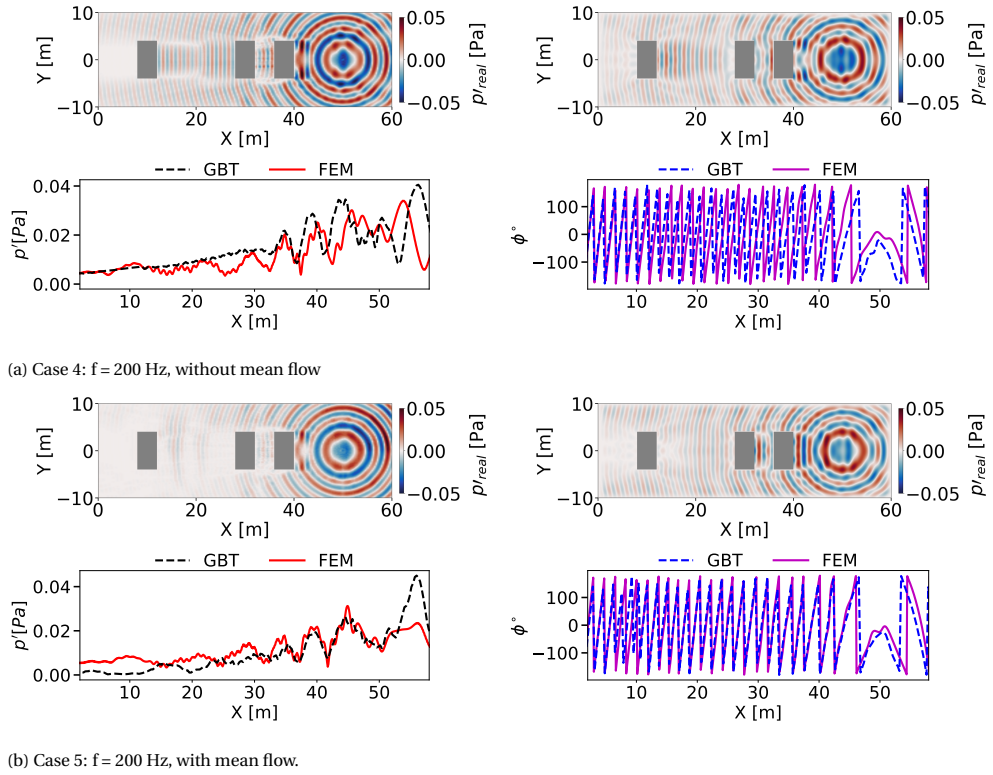 10
0
−10
Y [m]
0 20 40 60
X [m]
0.05
0.00
−0.05
p′real [Pa]
10
0
−10
Y [m]
0 20 40 60
X [m]
0.05
0.00
−0.05
p′real [Pa]
GBT FEM
0.04
0.02
0.00
p′[Pa]
10 20 30 40 50
X [m]
GBT FEM
100
0
−100
ϕ°
10 20 30 40 50
X [m]
(a) Case 4: f = 200 Hz, without mean flow
10
0
−10
Y [m]
0 20 40 60
X [m]
0.05
0.00
−0.05
p′real [Pa]
10
0
−10
Y [m]
0 20 40 60
X [m]
0.05
0.00
−0.05
p′real [Pa]
GBT FEM
0.04
0.02
0.00
p′[Pa]
10 20 30 40 50
X [m]
GBT FEM
100
0
−100
ϕ°
10 20 30 40 50
X [m]
(b) Case 5: f = 200 Hz, with mean flow.